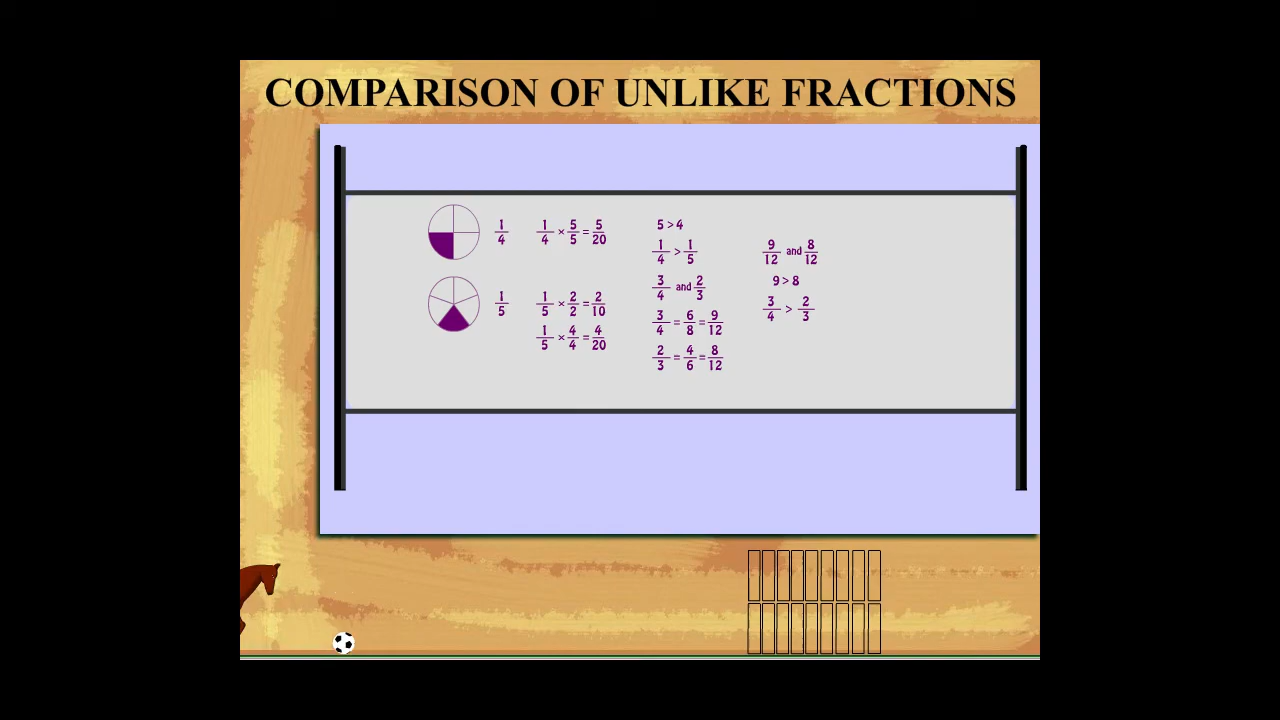 COMPARISON OF UNLIKE FRACTIONS
1/4
1/4 × 5/5 = 5/20
1/5
1/5 × 2/2 = 2/10
1/5 × 4/4 = 4/20
5 > 4
1/4 > 1/5
3/4 and 2/3
3/4 = 6/8 = 9/12
2/3 = 4/6 = 8/12
9/12 and 8/12
9 > 8
3/4 > 2/3